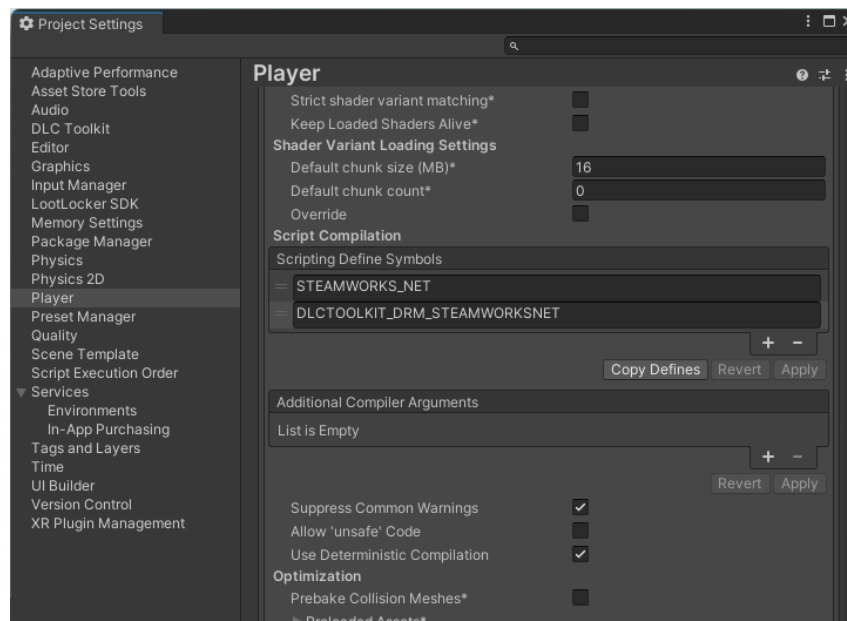 Project Settings
Adaptive Performance
Asset Store Tools
Audio
DLC Toolkit
Editor
Graphics
Input Manager
LootLocker SDK
Memory Settings
Package Manager
Physics
Physics 2D
Player
Preset Manager
Quality
Scene Template
Script Execution Order
Services
Environments
In-App Purchasing
Tags and Layers
Time
UI Builder
Version Control
XR Plugin Management
Player
Strict shader variant matching*
Keep Loaded Shaders Alive*
Shader Variant Loading Settings
Default chunk size (MB)* 16
Default chunk count* 0
Override
Script Compilation
Scripting Define Symbols
STEAMWORKS_NET
DLCTOOLKIT_DRM_STEAMWORKSNET
+ −
Copy Defines Revert Apply
Additional Compiler Arguments
List is Empty
+ −
Revert Apply
Suppress Common Warnings
Allow 'unsafe' Code
Use Deterministic Compilation
Optimization
Prebake Collision Meshes*
Preloaded Assets*